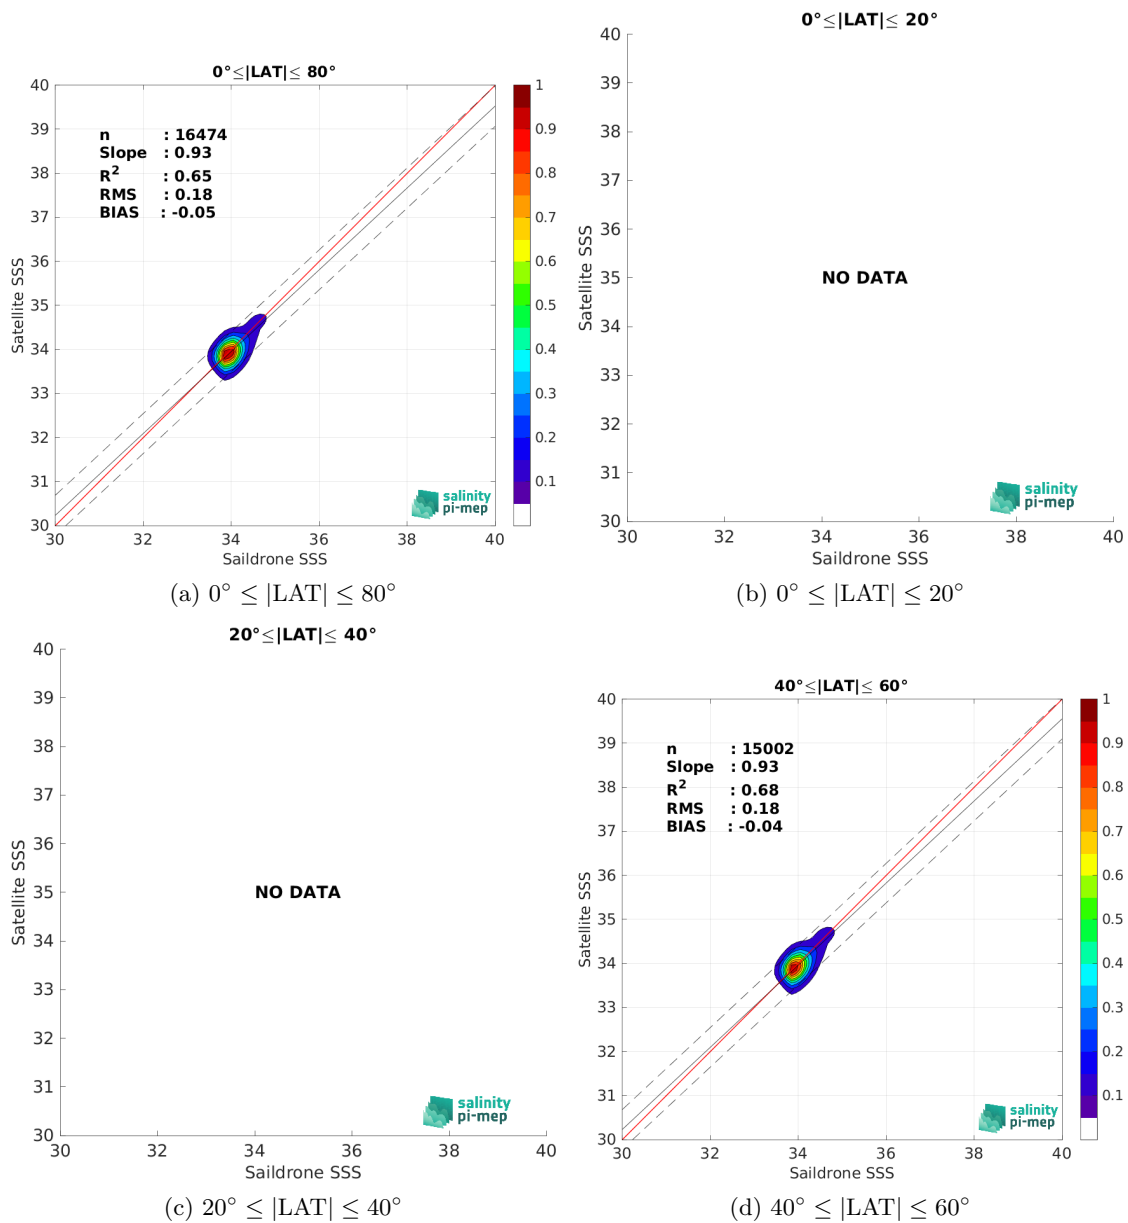 0°≤|LAT|≤ 80°
40
39
38
37
36
35
34
33
32
31
30
Satellite SSS
n : 16474
Slope : 0.93
R² : 0.65
RMS : 0.18
BIAS : -0.05
salinity
pi-mep
30 32 34 36 38 40
Saildrone SSS
1
0.9
0.8
0.7
0.6
0.5
0.4
0.3
0.2
0.1
(a) 0° ≤ |LAT| ≤ 80°
0°≤|LAT|≤ 20°
40
39
38
37
36
35
34
33
32
31
30
Satellite SSS
NO DATA
salinity
pi-mep
30 32 34 36 38 40
Saildrone SSS
(b) 0° ≤ |LAT| ≤ 20°
20°≤|LAT|≤ 40°
40
39
38
37
36
35
34
33
32
31
30
Satellite SSS
NO DATA
salinity
pi-mep
30 32 34 36 38 40
Saildrone SSS
(c) 20° ≤ |LAT| ≤ 40°
40°≤|LAT|≤ 60°
40
39
38
37
36
35
34
33
32
31
30
Satellite SSS
n : 15002
Slope : 0.93
R² : 0.68
RMS : 0.18
BIAS : -0.04
salinity
pi-mep
30 32 34 36 38 40
Saildrone SSS
1
0.9
0.8
0.7
0.6
0.5
0.4
0.3
0.2
0.1
(d) 40° ≤ |LAT| ≤ 60°